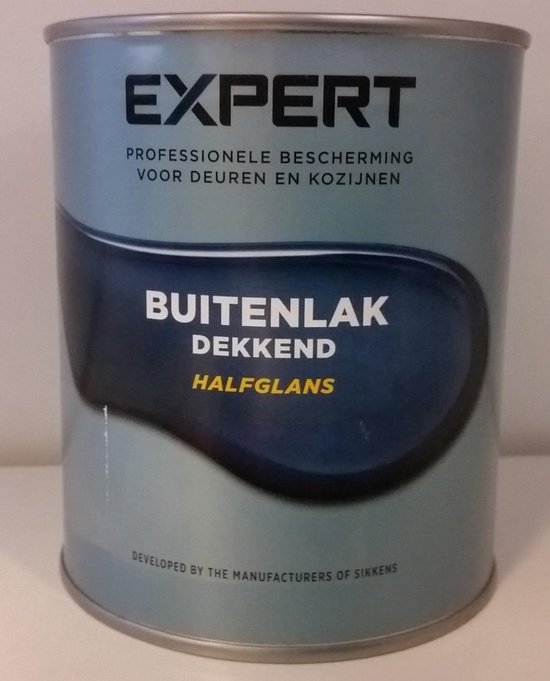 EXPERT
PROFESSIONELE BESCHERMING
VOOR DEUREN EN KOZIJNEN
BUITENLAK
DEKKEND
HALFGLANS
DEVELOPED BY THE MANUFACTURERS OF SIKKENS